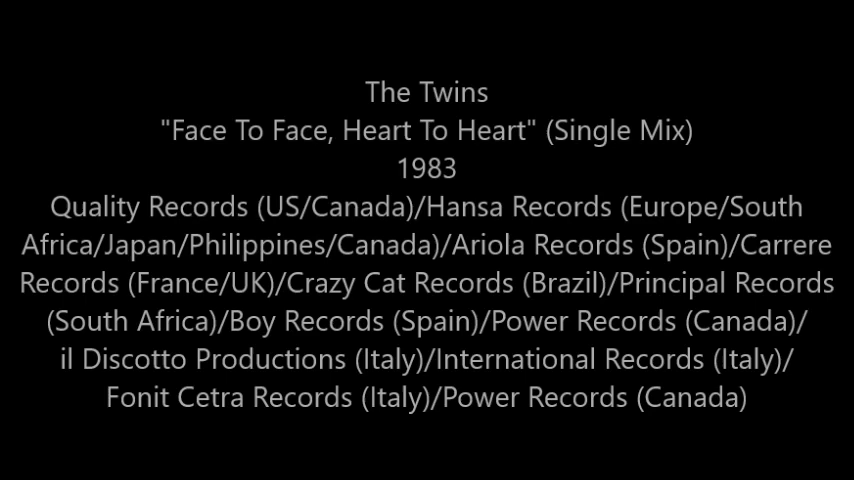 The Twins
"Face To Face, Heart To Heart" (Single Mix)
1983
Quality Records (US/Canada)/Hansa Records (Europe/South
Africa/Japan/Philippines/Canada)/Ariola Records (Spain)/Carrere
Records (France/UK)/Crazy Cat Records (Brazil)/Principal Records
(South Africa)/Boy Records (Spain)/Power Records (Canada)/
il Discotto Productions (Italy)/International Records (Italy)/
Fonit Cetra Records (Italy)/Power Records (Canada)